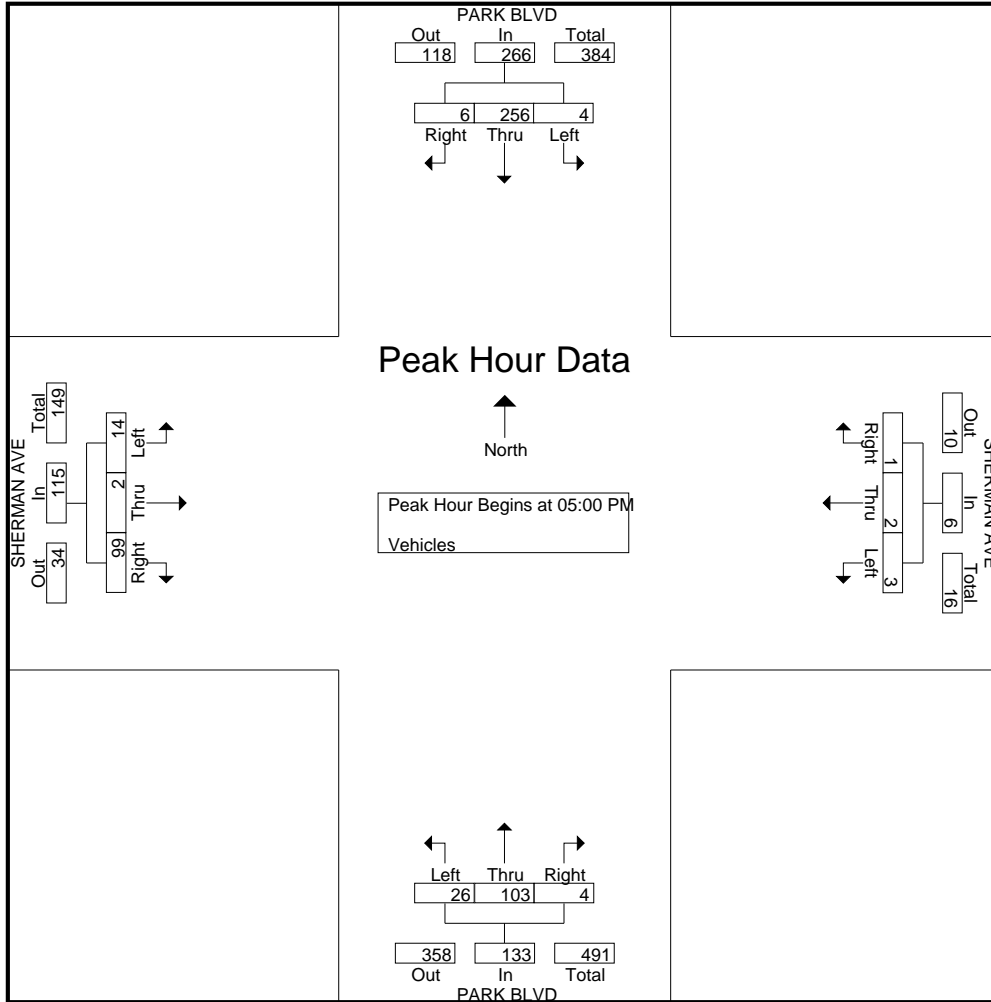 PARK BLVD
Out In Total
118 266 384
6 256 4
Right Thru Left
Peak Hour Data
North
Peak Hour Begins at 05:00 PM
Vehicles
SHERMAN AVE
Out In Total
34 115 149
Left Thru Right
14 2 99
SHERMAN AVE
Out In Total
10 6 16
Right Thru Left
1 2 3
Left Thru Right
26 103 4
358 133 491
Out In Total
PARK BLVD